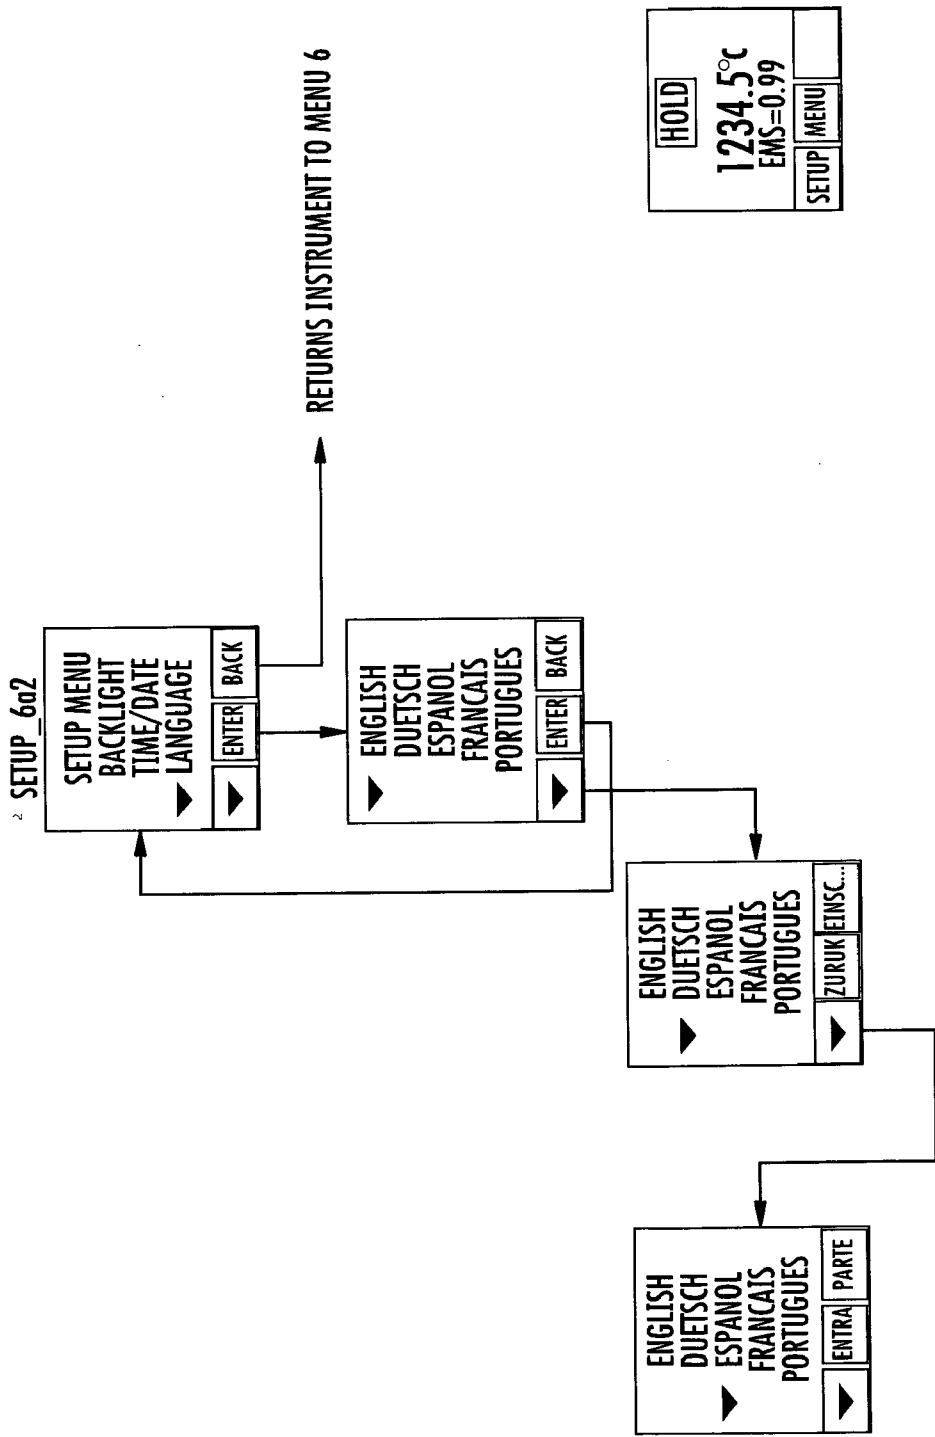 SETUP_6a2
SETUP MENU
BACKLIGHT
TIME/DATE
LANGUAGE
ENTER BACK
RETURNS INSTRUMENT TO MENU 6
ENGLISH
DUETSCH
ESPANOL
FRANCAIS
PORTUGUES
ENTER BACK
ENGLISH
DUETSCH
ESPANOL
FRANCAIS
PORTUGUES
ZURUK EINSC...
ENGLISH
DUETSCH
ESPANOL
FRANCAIS
PORTUGUES
ENTRA PARTE
HOLD
1234.5°C
EMS=0.99
SETUP MENU